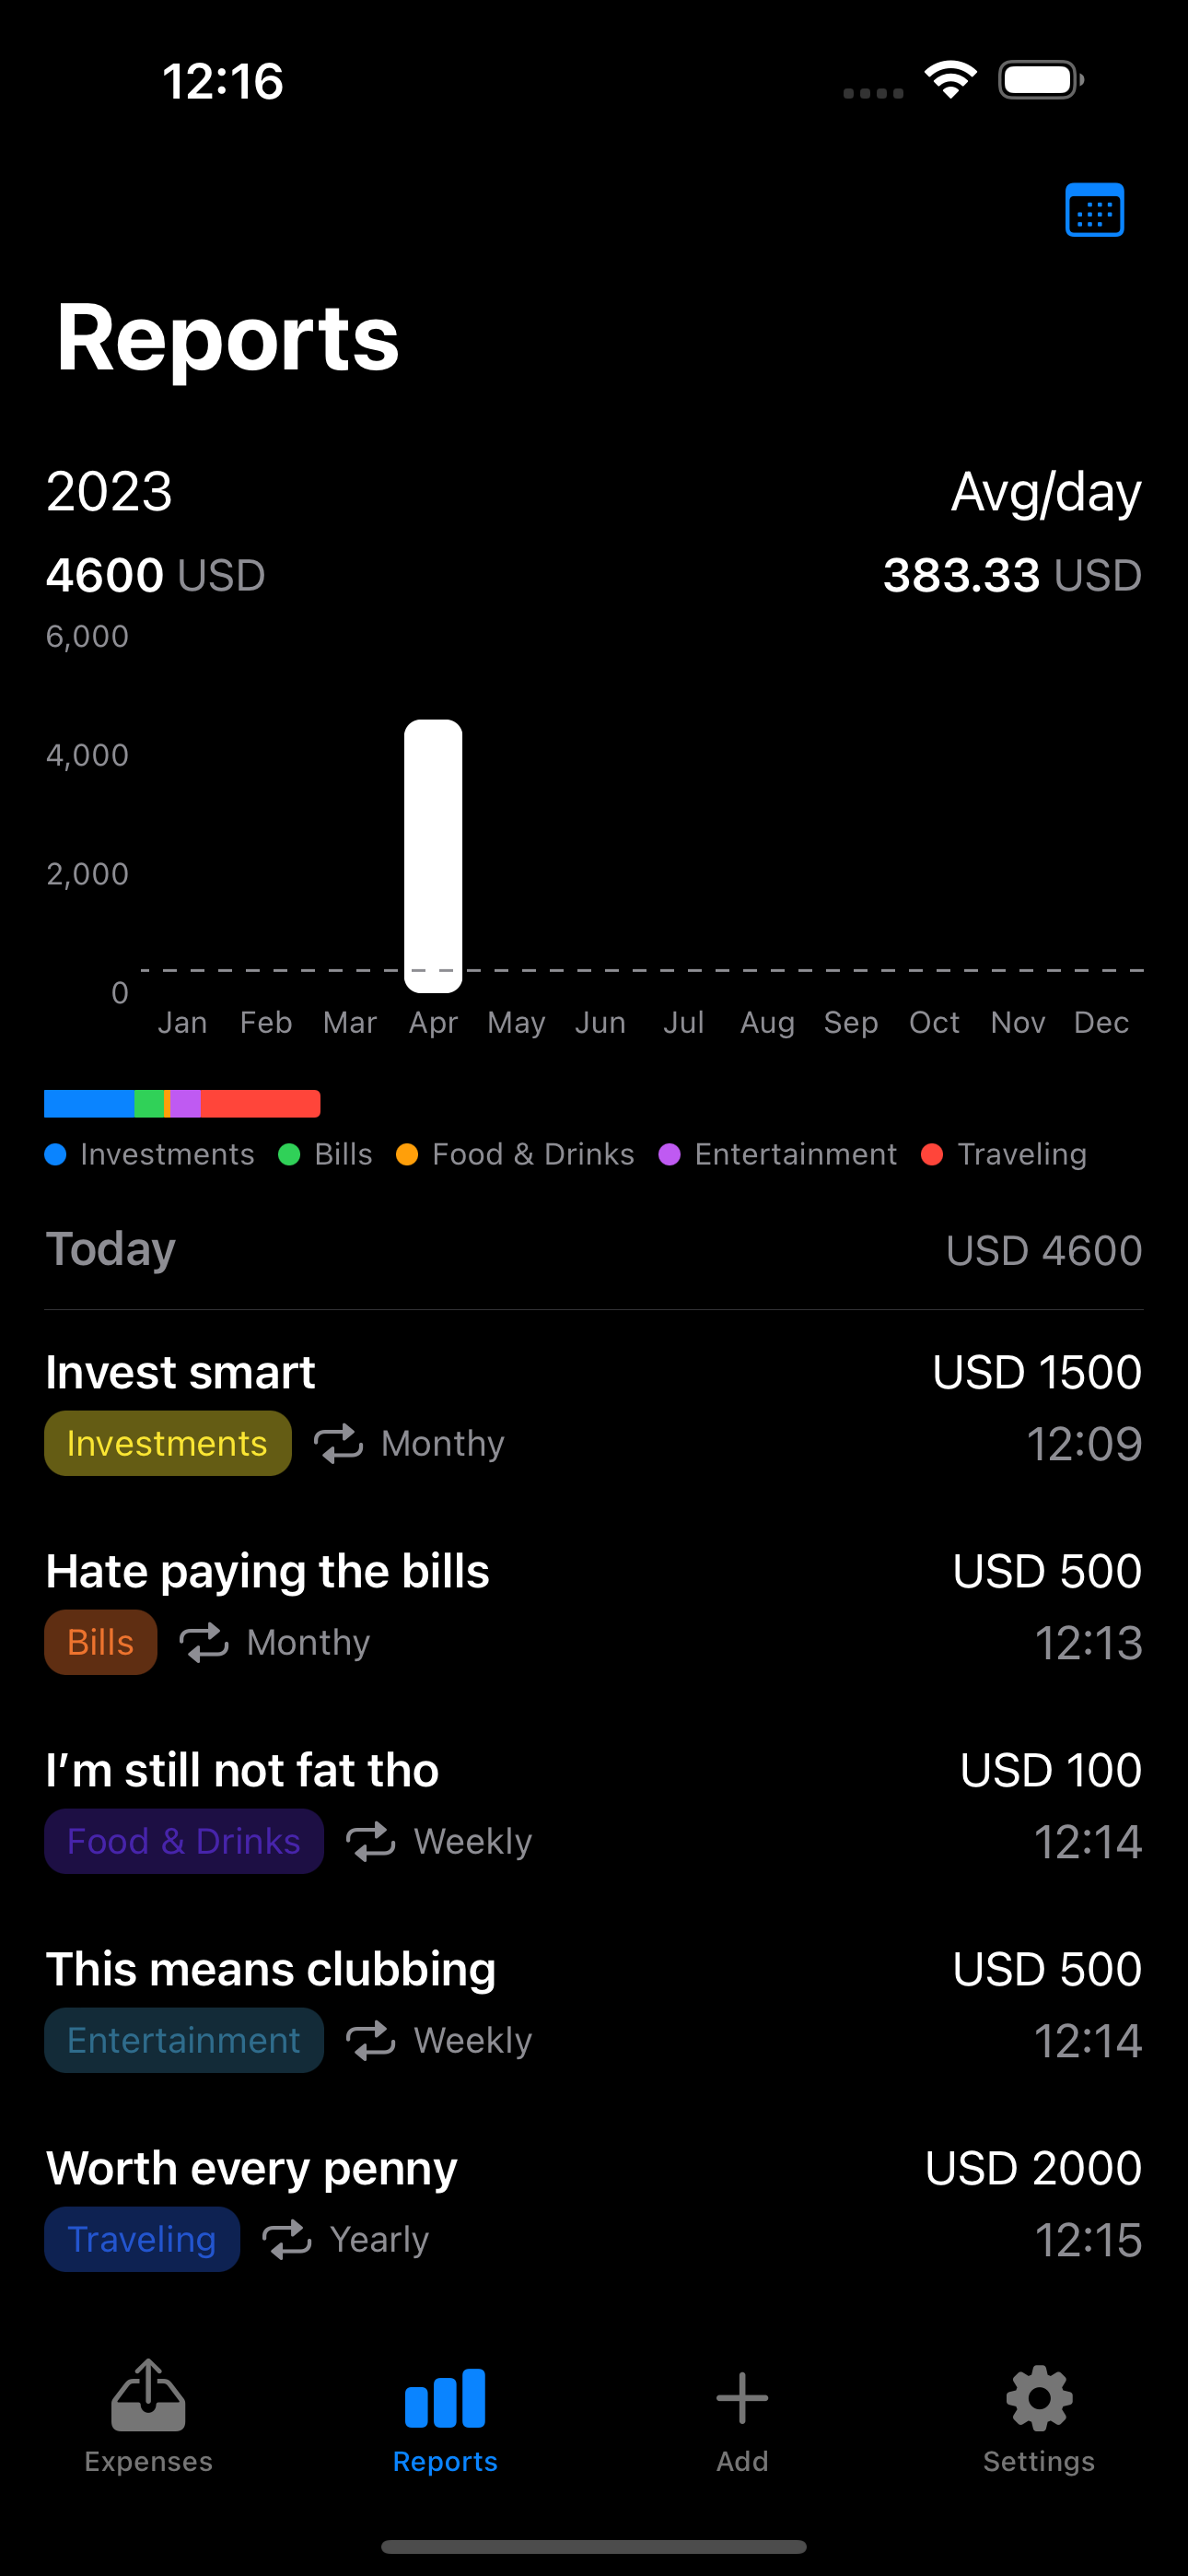 12:16
Reports
2023 Avg/day
4600 USD 383.33 USD
6,000
4,000
2,000
0
Jan Feb Mar Apr May Jun Jul Aug Sep Oct Nov Dec
Investments Bills Food & Drinks Entertainment Traveling
Today USD 4600
Invest smart USD 1500
Investments Monthy 12:09
Hate paying the bills USD 500
Bills Monthy 12:13
I’m still not fat tho USD 100
Food & Drinks Weekly 12:14
This means clubbing USD 500
Entertainment Weekly 12:14
Worth every penny USD 2000
Traveling Yearly 12:15
Expenses Reports Add Settings